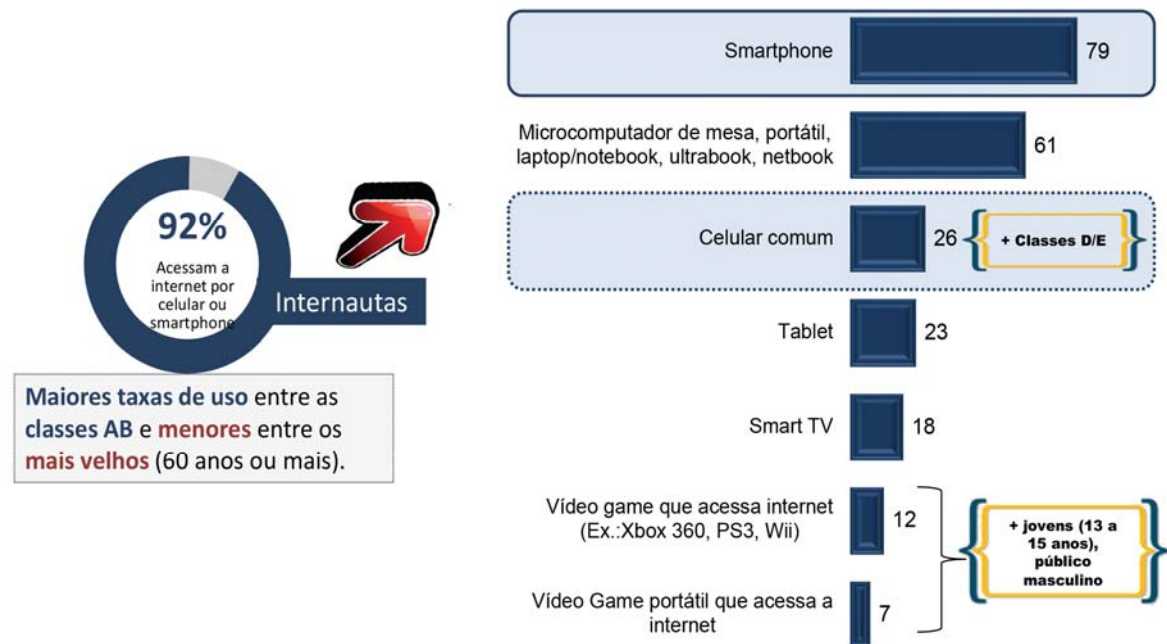 92%
Acessam a
internet por
celular ou
smartphone
Internautas
Maiores taxas de uso entre as
classes AB e menores entre os
mais velhos (60 anos ou mais).
Smartphone
79
Microcomputador de mesa, portátil,
laptop/notebook, ultrabook, netbook
61
Celular comum
26
+ Classes D/E
Tablet
23
Smart TV
18
Vídeo game que acessa internet
(Ex.:Xbox 360, PS3, Wii)
12
Vídeo Game portátil que acessa a
internet
7
+ jovens (13 a
15 anos),
público
masculino